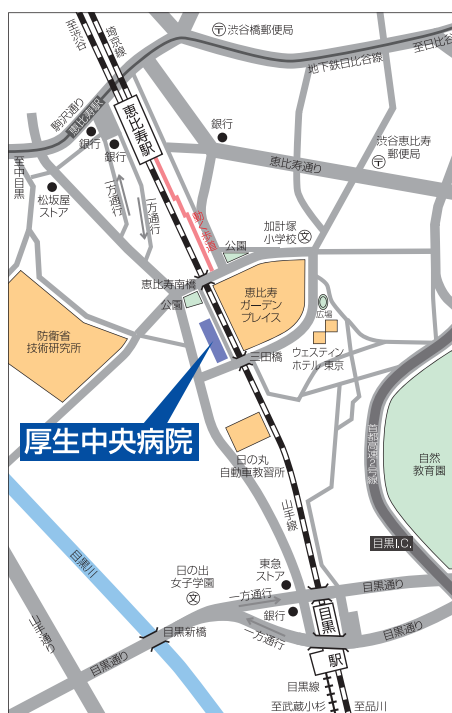 至渋谷
埼京線
〒渋谷橋郵便局
至日比谷
地下鉄日比谷線
駒沢通り
恵比寿駅
恵比寿駅
銀行
銀行
銀行
渋谷恵比寿
郵便局
〒
恵比寿通り
至中目黒
松坂屋
ストア
一方通行
一方通行
動く歩道
加計塚
小学校
文
公園
恵比寿南橋
公園
恵比寿
ガーデン
プレイス
広場
防衛省
技術研究所
三田橋
ウェスティン
ホテル東京
厚生中央病院
日の丸
自動車教習所
首都高速2号線
自然
教育園
山手線
目黒I.C.
目黒川
日の出
女子学園
文
東急
ストア
一方通行
目黒通り
銀行
目黒
駅
山手通り
目黒新橋
一方通行
目黒通り
目黒通り
目黒線
至武蔵小杉
至品川